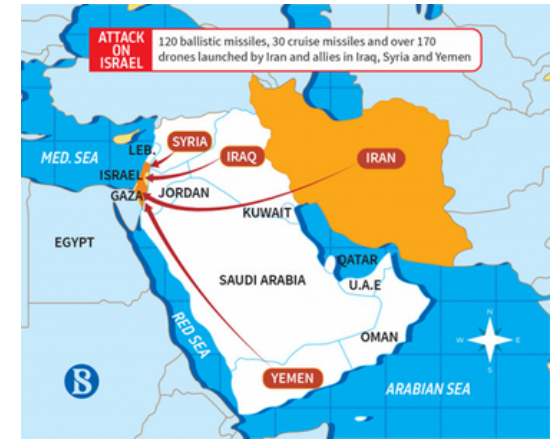 ATTACK
ON
ISRAEL
120 ballistic missiles, 30 cruise missiles and over 170
drones launched by Iran and allies in Iraq, Syria and Yemen
SYRIA
LEB.
IRAQ
IRAN
MED. SEA
ISRAEL
GAZA
JORDAN
KUWAIT
EGYPT
QATAR
SAUDI ARABIA
U.A.E
RED SEA
OMAN
N
W
E
S
YEMEN
ARABIAN SEA
B